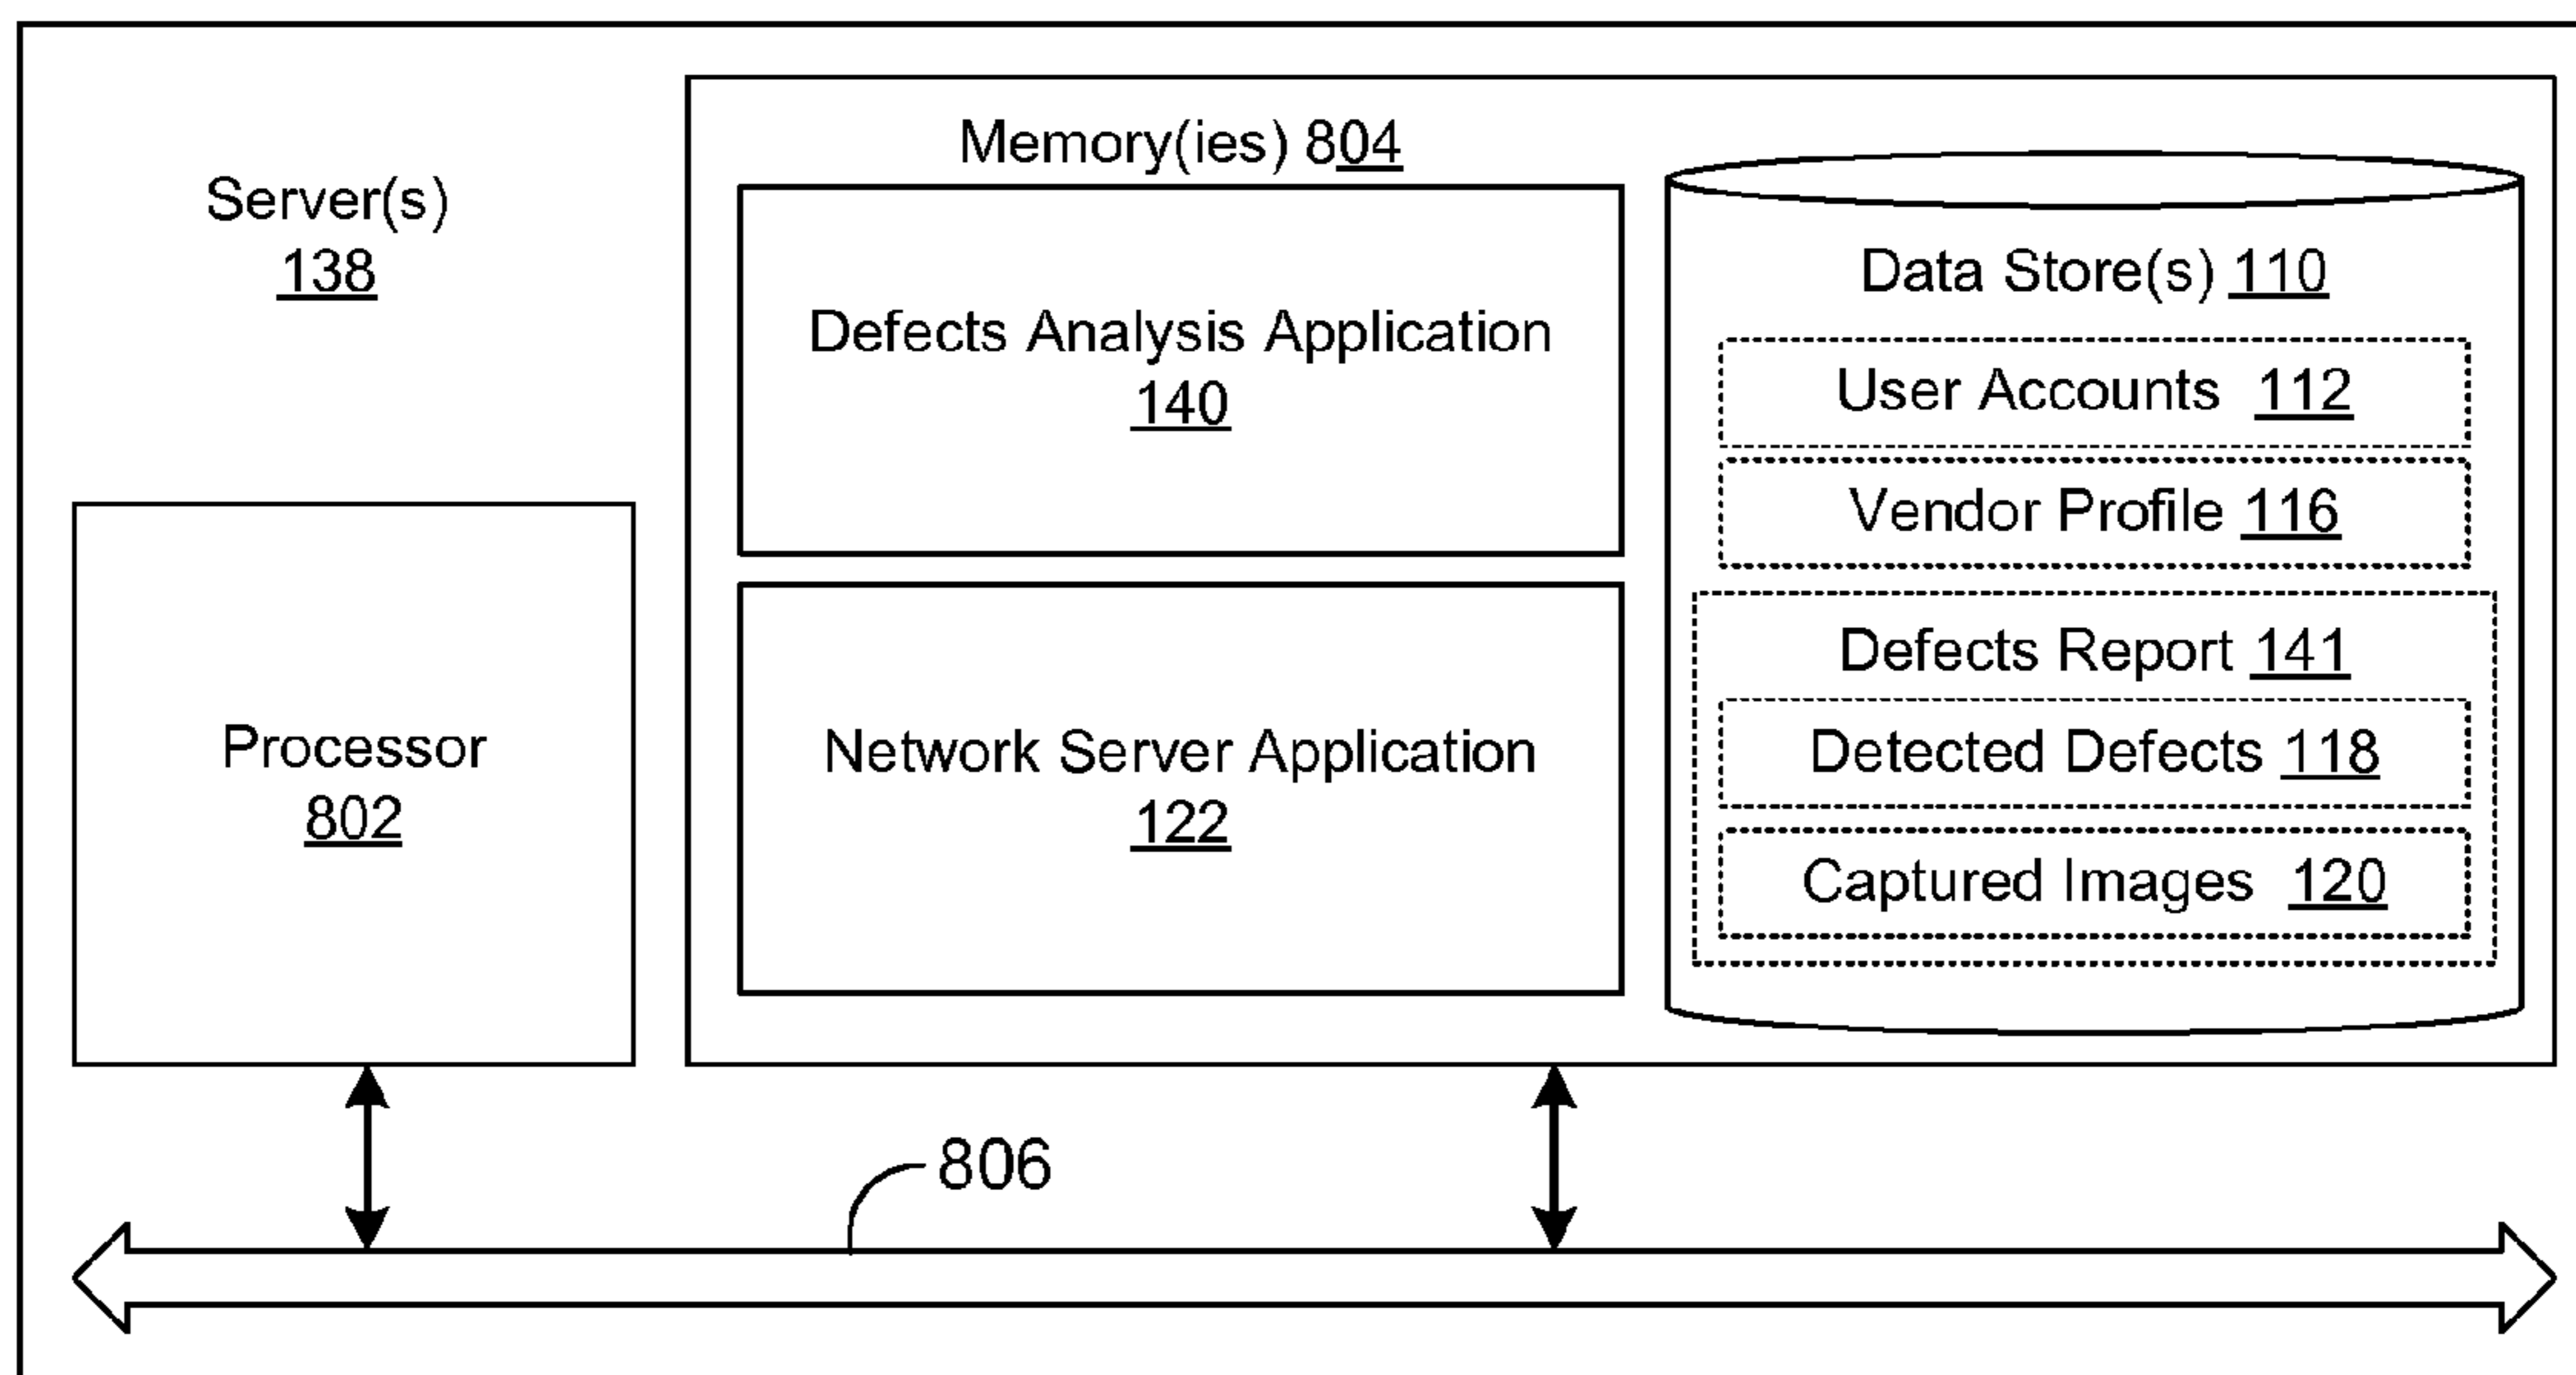 Server(s)
138
Memory(ies) 804
Defects Analysis Application
140
Network Server Application
122
Processor
802
Data Store(s) 110
User Accounts 112
Vendor Profile 116
Defects Report 141
Detected Defects 118
Captured Images 120
806